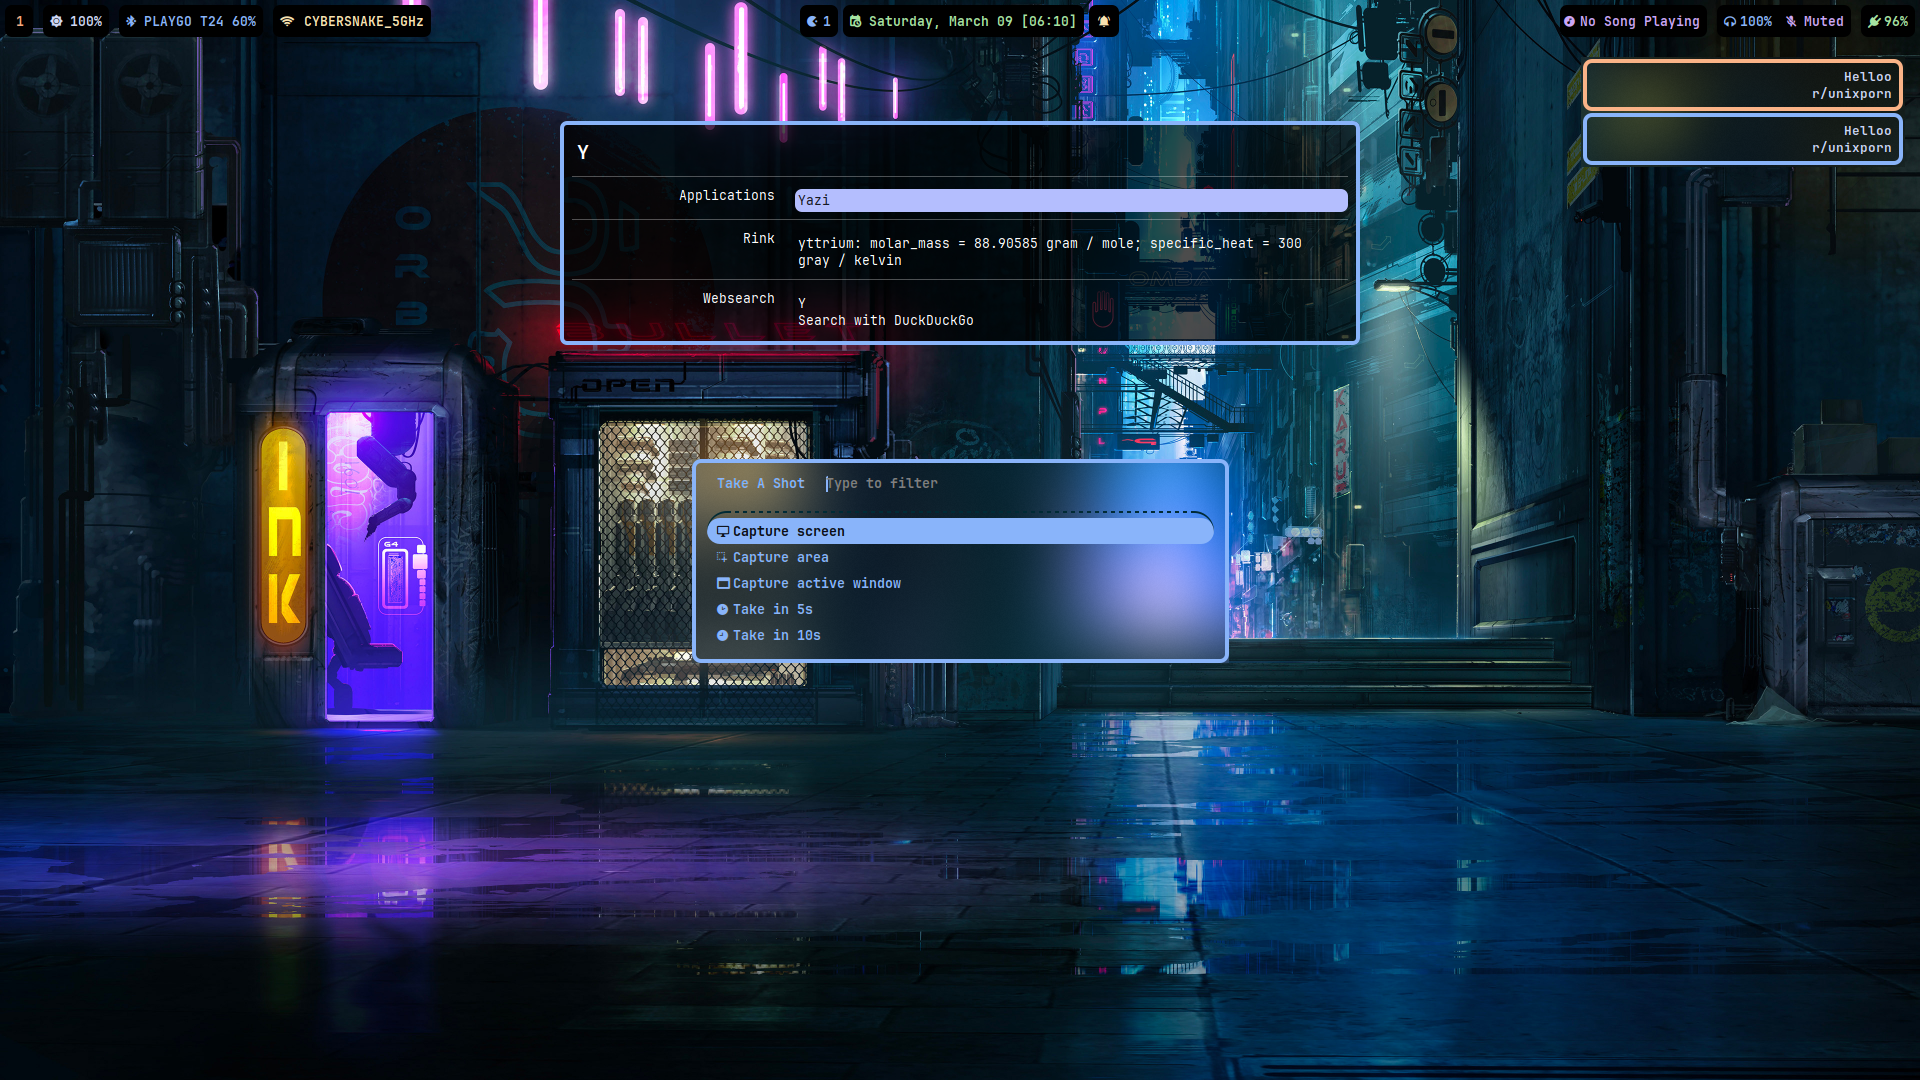 1
100%
PLAYGO T24 60%
CYBERSNAKE_5GHz
1
Saturday, March 09 [06:10]
No Song Playing
100%
Muted
96%
Helloo
r/unixporn
Helloo
r/unixporn
Y
Applications
Yazi
Rink
yttrium: molar_mass = 88.90585 gram / mole; specific_heat = 300
gray / kelvin
Websearch
Y
Search with DuckDuckGo
ORB
OPEN
Take A Shot
Type to filter
Capture screen
Capture area
Capture active window
Take in 5s
Take in 10s
INK
G4